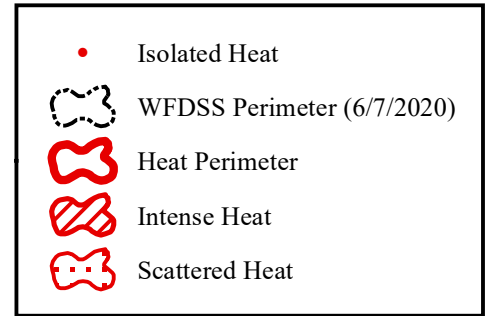 Isolated Heat
WFDSS Perimeter (6/7/2020)
Heat Perimeter
Intense Heat
Scattered Heat